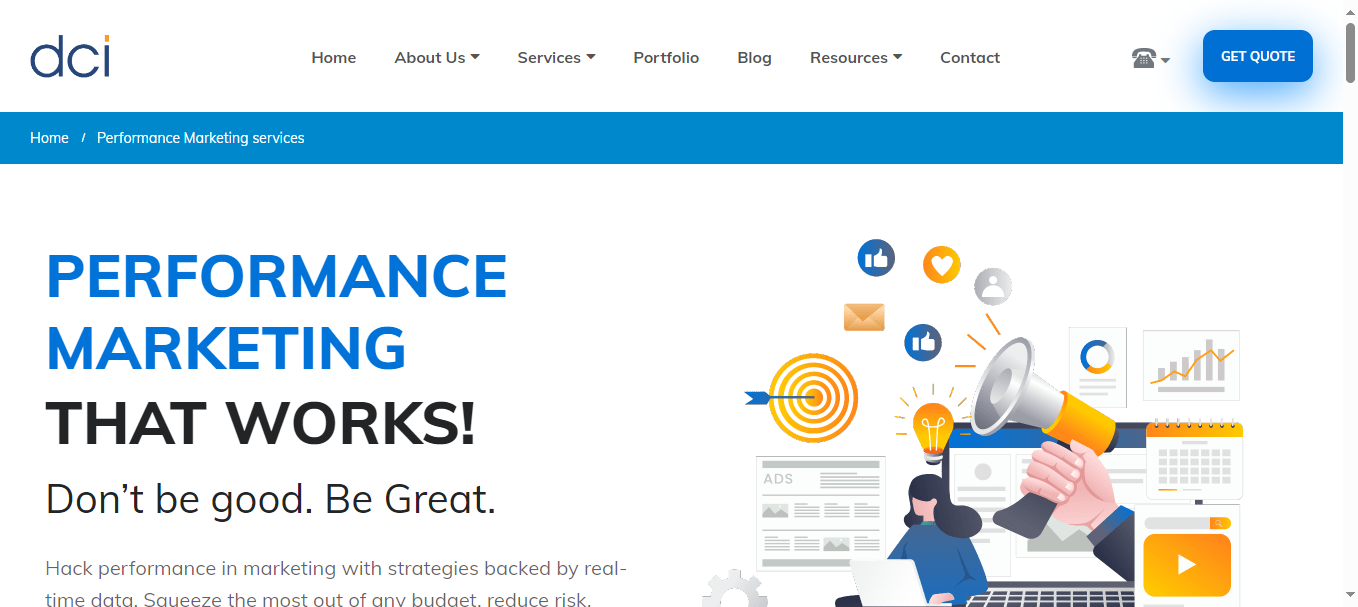 dci
Home
About Us
Services
Portfolio
Blog
Resources
Contact
GET QUOTE
Home / Performance Marketing services
PERFORMANCE
MARKETING
THAT WORKS!
Don’t be good. Be Great.
Hack performance in marketing with strategies backed by real-
time data. Squeeze the most out of any budget, reduce risk,
ADS